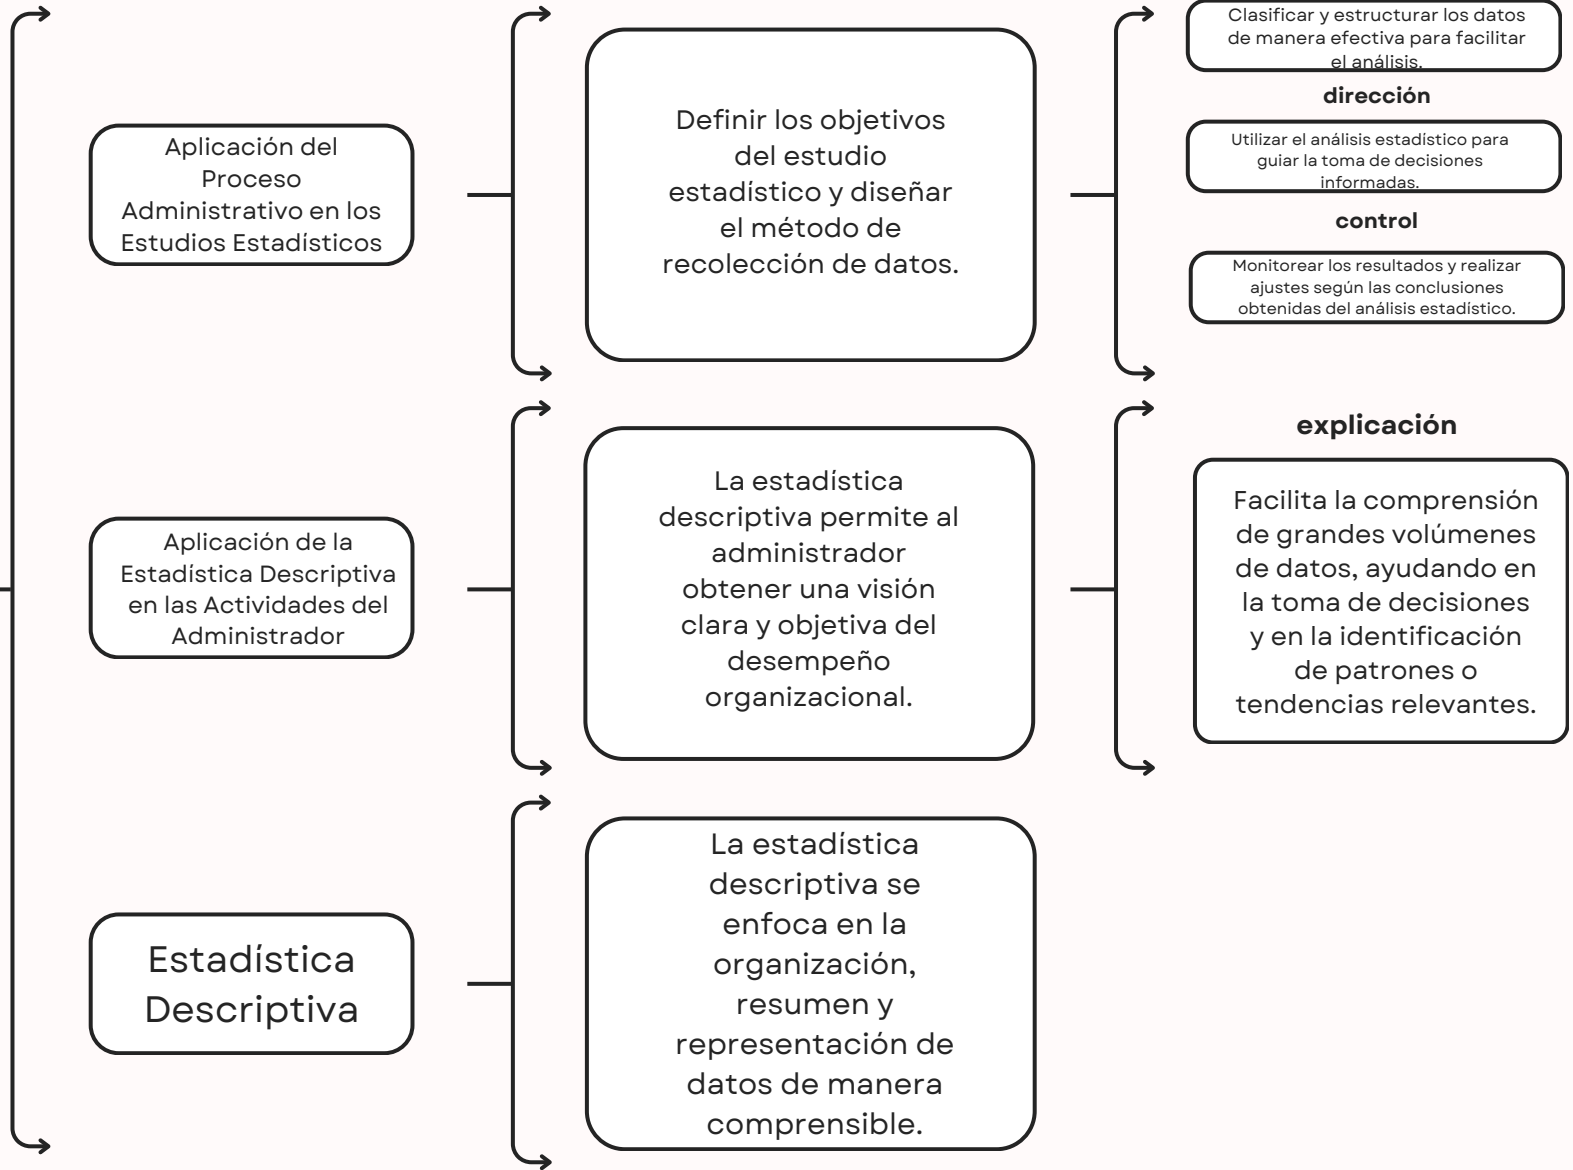 Aplicación del
Proceso
Administrativo en los
Estudios Estadísticos
Definir los objetivos
del estudio
estadístico y diseñar
el método de
recolección de datos.
Clasificar y estructurar los datos
de manera efectiva para facilitar
el análisis.
dirección
Utilizar el análisis estadístico para
guiar la toma de decisiones
informadas.
control
Monitorear los resultados y realizar
ajustes según las conclusiones
obtenidas del análisis estadístico.
Aplicación de la
Estadística Descriptiva
en las Actividades del
Administrador
La estadística
descriptiva permite al
administrador
obtener una visión
clara y objetiva del
desempeño
organizacional.
explicación
Facilita la comprensión
de grandes volúmenes
de datos, ayudando en
la toma de decisiones
y en la identificación
de patrones o
tendencias relevantes.
Estadística
Descriptiva
La estadística
descriptiva se
enfoca en la
organización,
resumen y
representación de
datos de manera
comprensible.